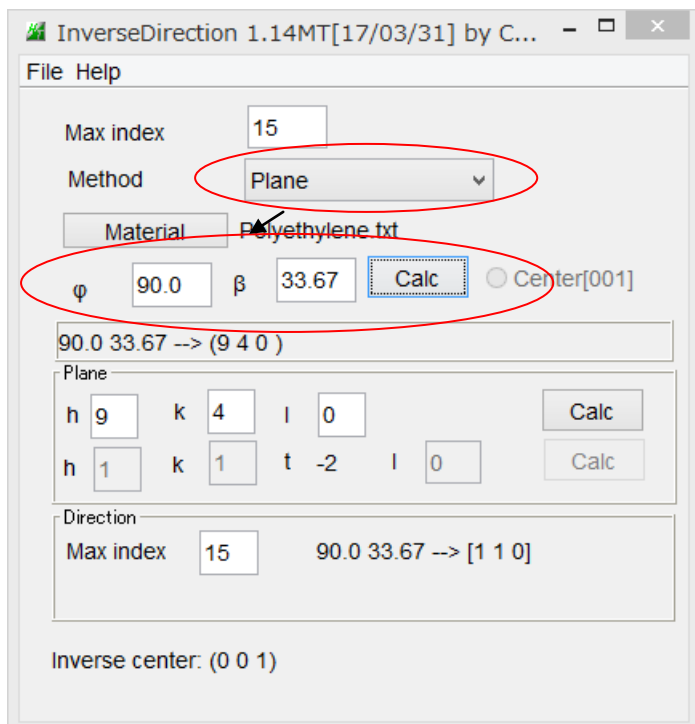 InverseDirection 1.14MT[17/03/31] by C...
File Help
Max index 15
Method Plane
Material Polyethylene.txt
φ 90.0 β 33.67 Calc Center[001]
90.0 33.67 --> (9 4 0 )
Plane
h 9 k 4 l 0 Calc
h 1 k 1 t -2 l 0 Calc
Direction
Max index 15 90.0 33.67 --> [1 1 0]
Inverse center: (0 0 1)